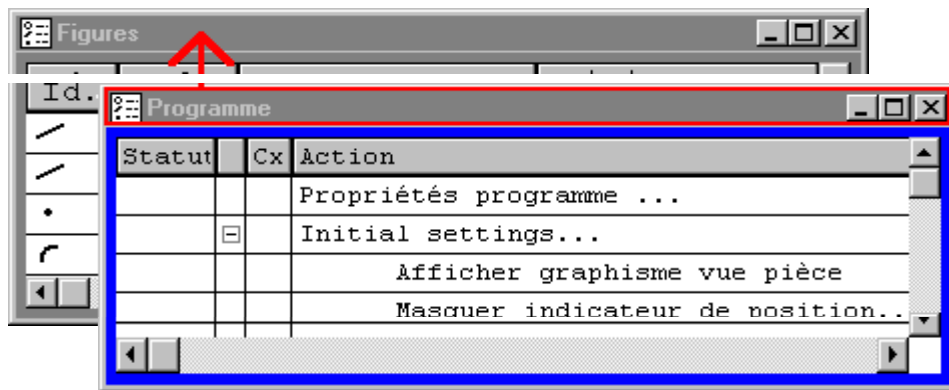 Figures
Id.
Programme
Statut Cx Action
Propriétés programme ...
Initial settings...
Afficher graphisme vue pièce
Masquer indicateur de position..